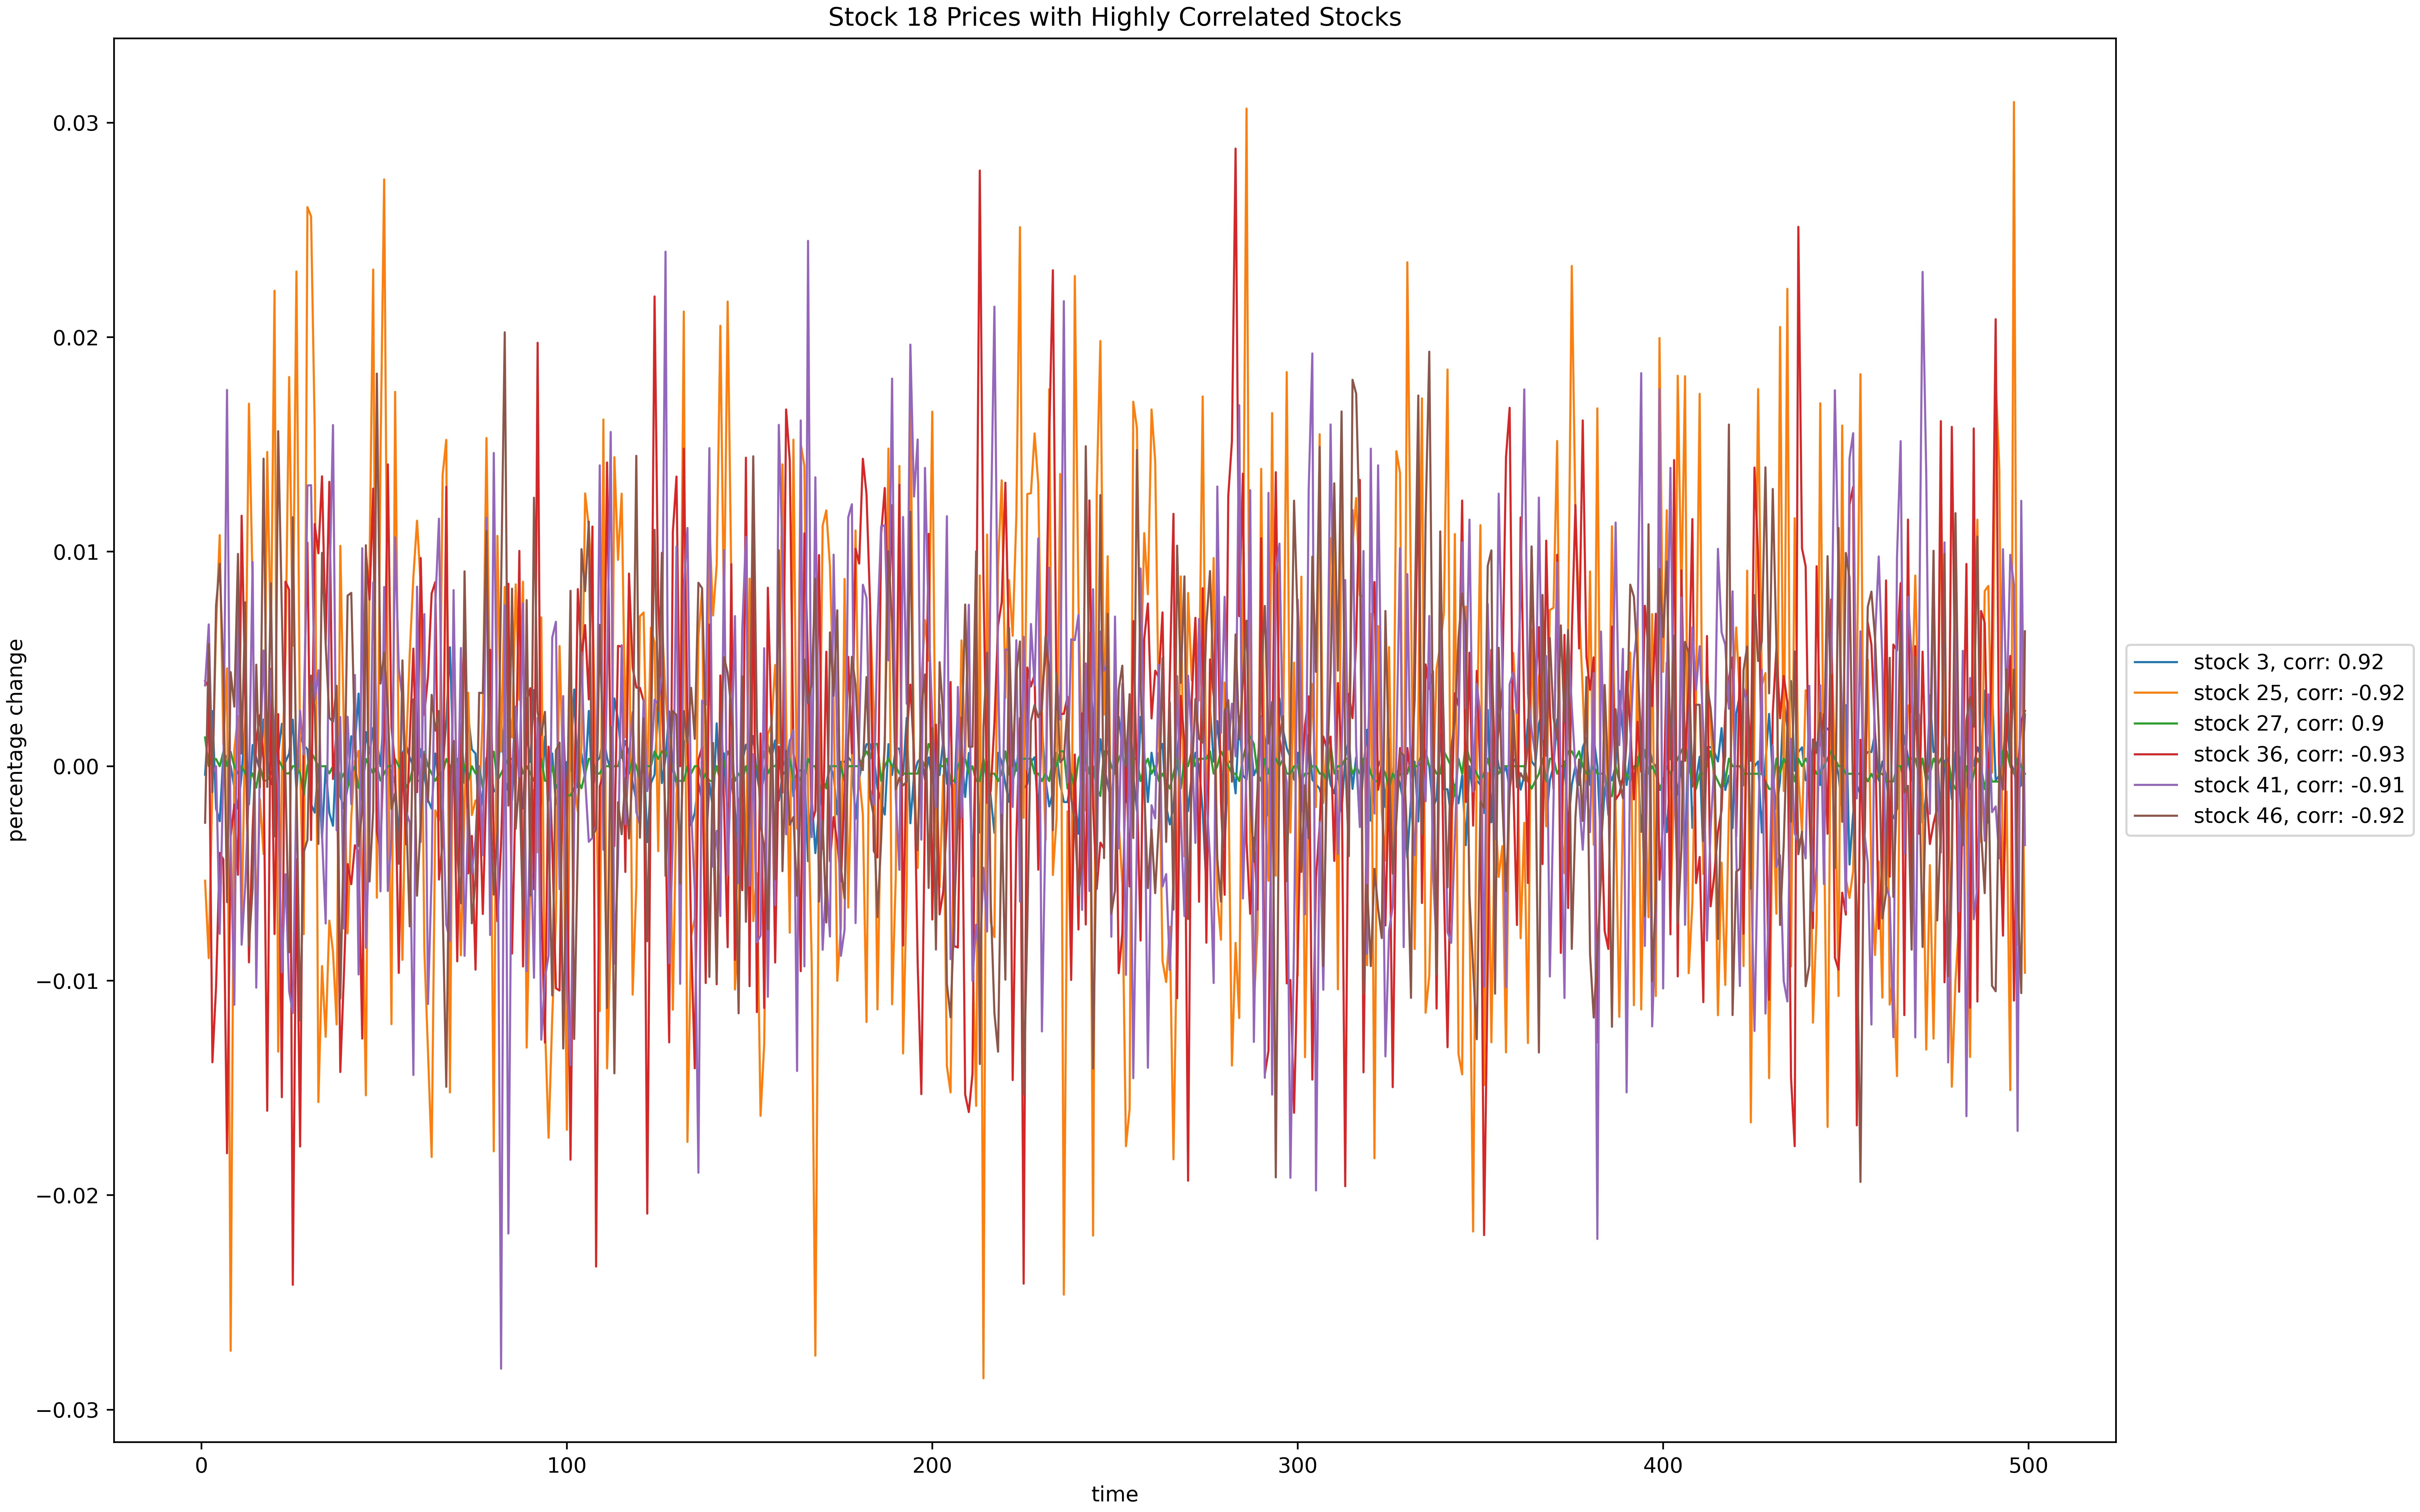 Stock 18 Prices with Highly Correlated Stocks
percentage change
0.03
0.02
0.01
0.00
−0.01
−0.02
−0.03
0
100
200
300
400
500
time
stock 3, corr: 0.92
stock 25, corr: -0.92
stock 27, corr: 0.9
stock 36, corr: -0.93
stock 41, corr: -0.91
stock 46, corr: -0.92